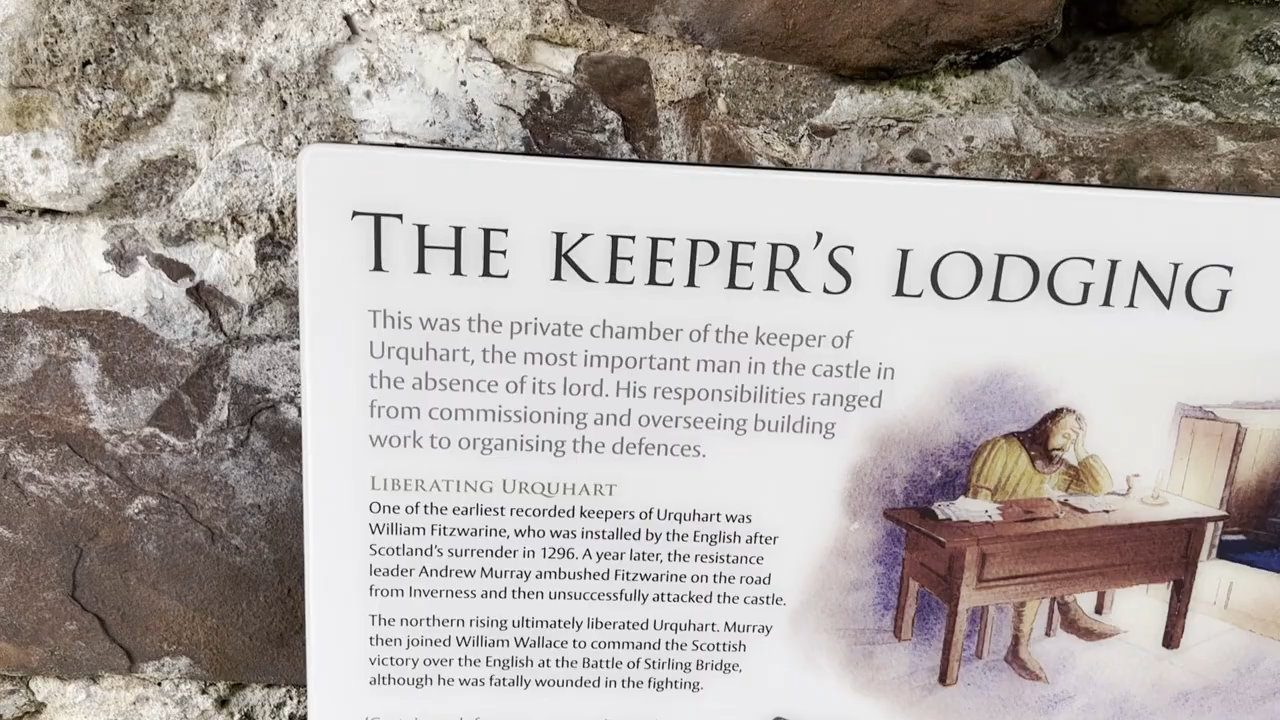 THE KEEPER'S LODGING
This was the private chamber of the keeper of
Urquhart, the most important man in the castle in
the absence of its lord. His responsibilities ranged
from commissioning and overseeing building
work to organising the defences.
LIBERATING URQUHART
One of the earliest recorded keepers of Urquhart was
William Fitzwarine, who was installed by the English after
Scotland's surrender in 1296. A year later, the resistance
leader Andrew Murray ambushed Fitzwarine on the road
from Inverness and then unsuccessfully attacked the castle.
The northern rising ultimately liberated Urquhart. Murray
then joined William Wallace to command the Scottish
victory over the English at the Battle of Stirling Bridge,
although he was fatally wounded in the fighting.